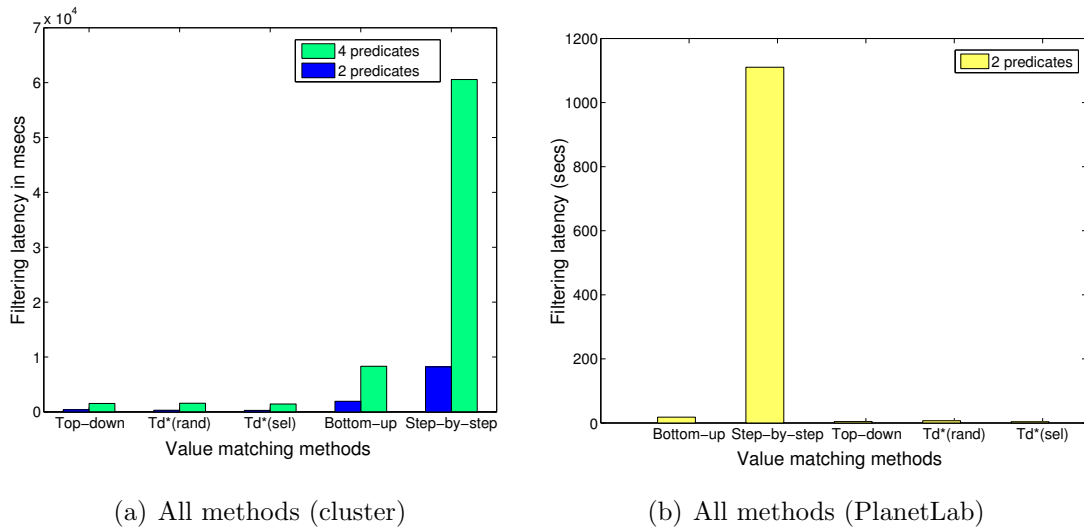 7 x 10^4
6
5
4
3
2
1
0
Filtering latency in msecs
4 predicates
2 predicates
Top-down Td*(rand) Td*(sel) Bottom-up Step-by-step
Value matching methods
(a) All methods (cluster)
1200
1000
800
600
400
200
0
Filtering latency (secs)
2 predicates
Bottom-up Step-by-step Top-down Td*(rand) Td*(sel)
Value matching methods
(b) All methods (PlanetLab)